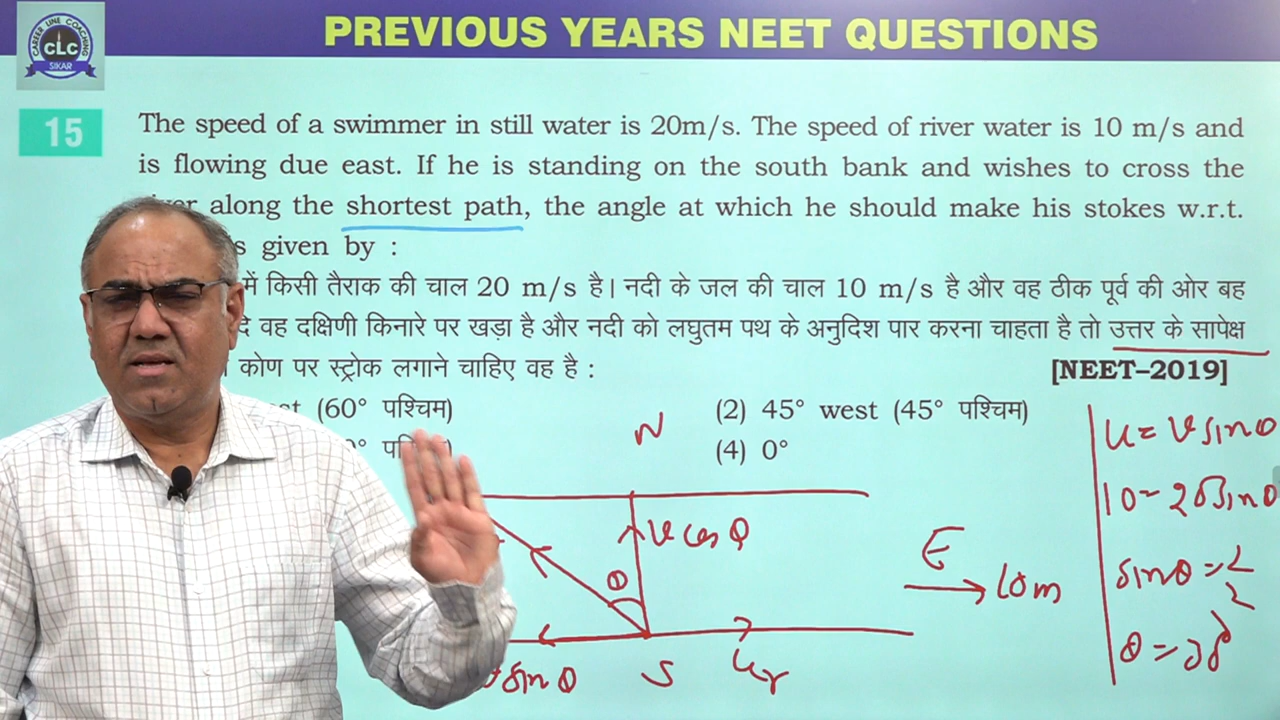 PREVIOUS YEARS NEET QUESTIONS
CAREER LINE COACHING
CLC
SIKAR
15
The speed of a swimmer in still water is 20m/s. The speed of river water is 10 m/s and
is flowing due east. If he is standing on the south bank and wishes to cross the
along the shortest path, the angle at which he should make his stokes w.r.t.
given by :
में किसी तैराक की चाल 20 m/s है। नदी के जल की चाल 10 m/s है और वह ठीक पूर्व की ओर बह
वह दक्षिणी किनारे पर खड़ा है और नदी को लघुतम पथ के अनुदिश पार करना चाहता है तो उत्तर के सापेक्ष
कोण पर स्ट्रोक लगाने चाहिए वह है :
[NEET–2019]
(60° पश्चिम)
(2) 45° west (45° पश्चिम)
(4) 0°
N
v cos θ
θ
E
10m
sin θ
S
ur
u = v sin θ
10 = 20 sin θ
sin θ =
θ =